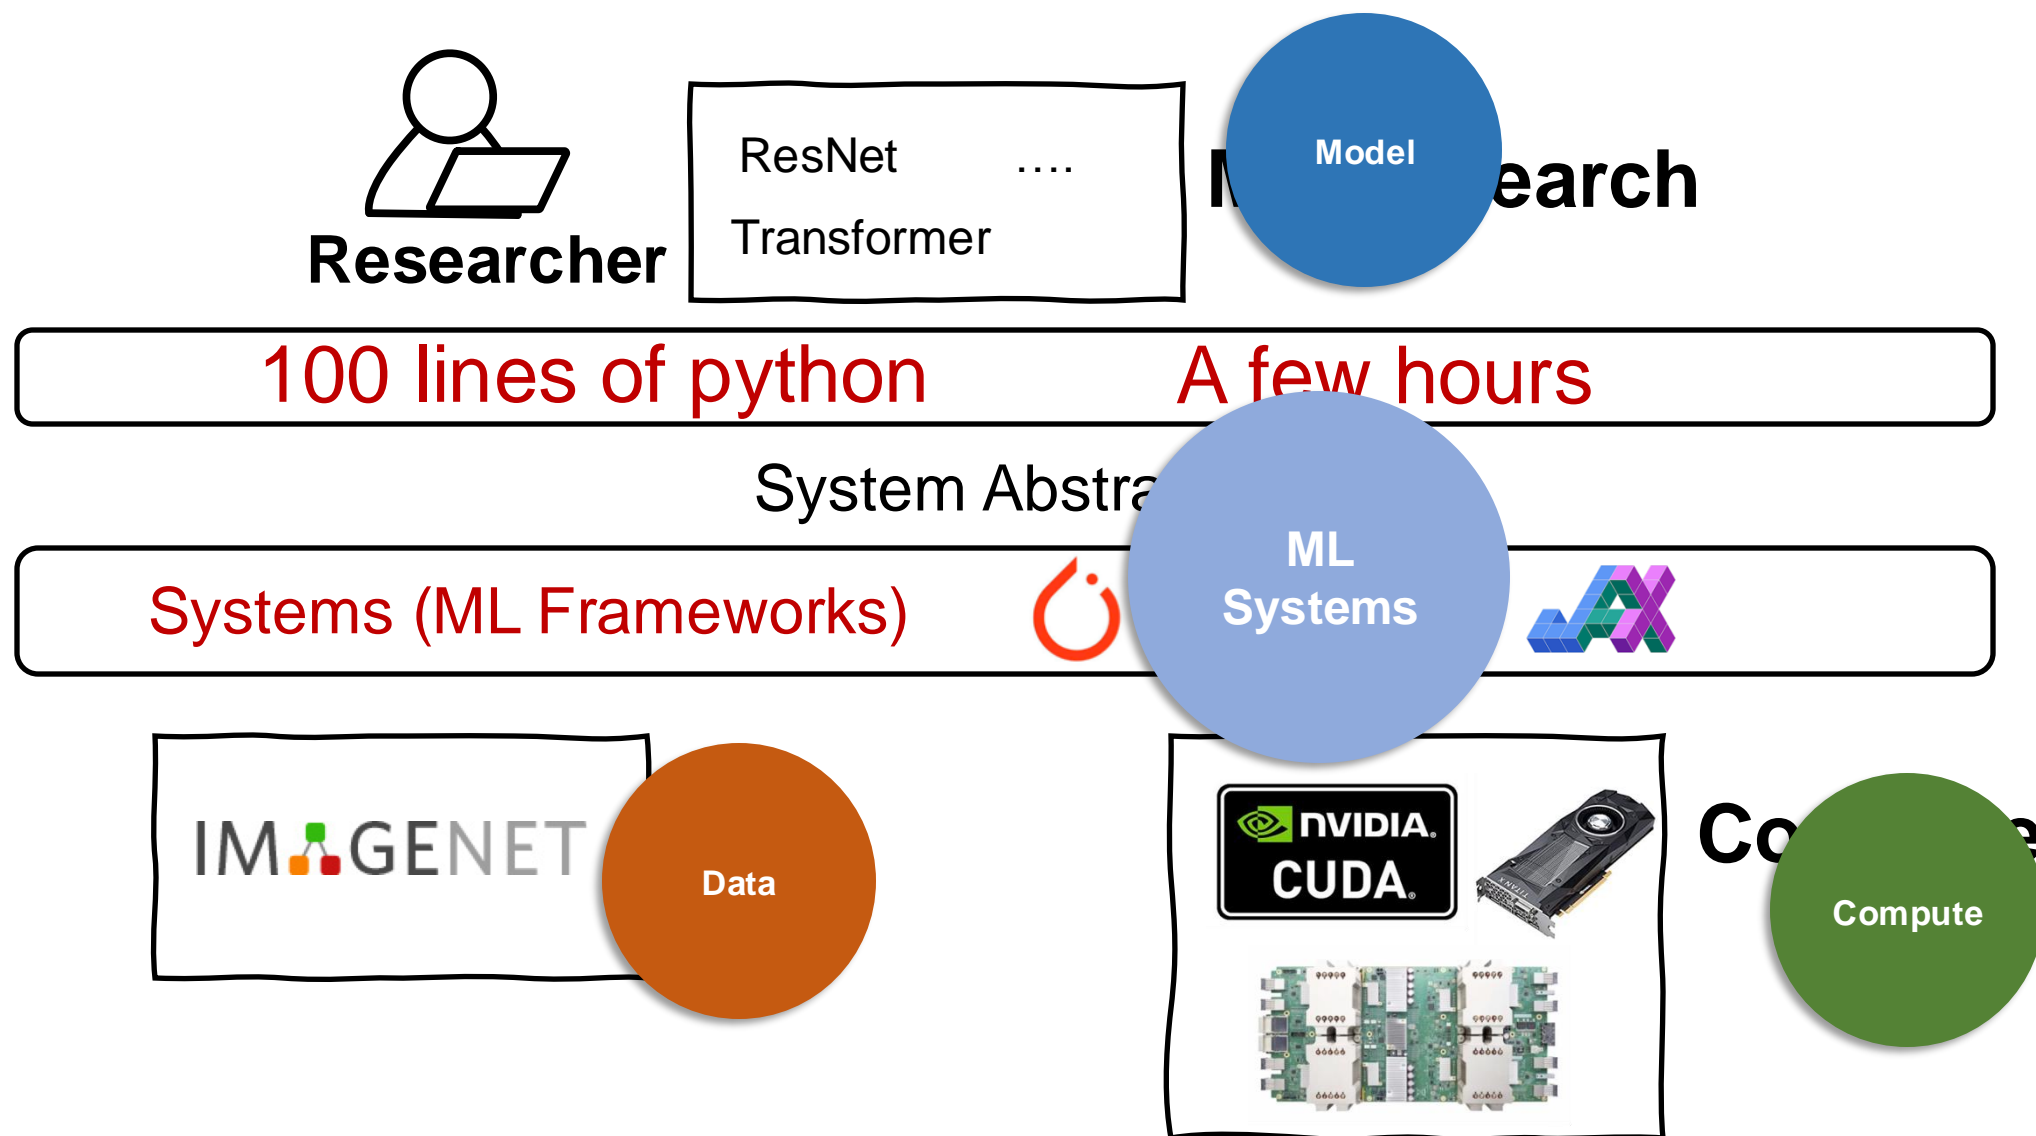 ResNet ....
Transformer
Researcher
Model
earch
100 lines of python
A few hours
System Abstra
ML
Systems
Systems (ML Frameworks)
IMAGENET
Data
NVIDIA.
CUDA.
TITAN X
Co
Compute